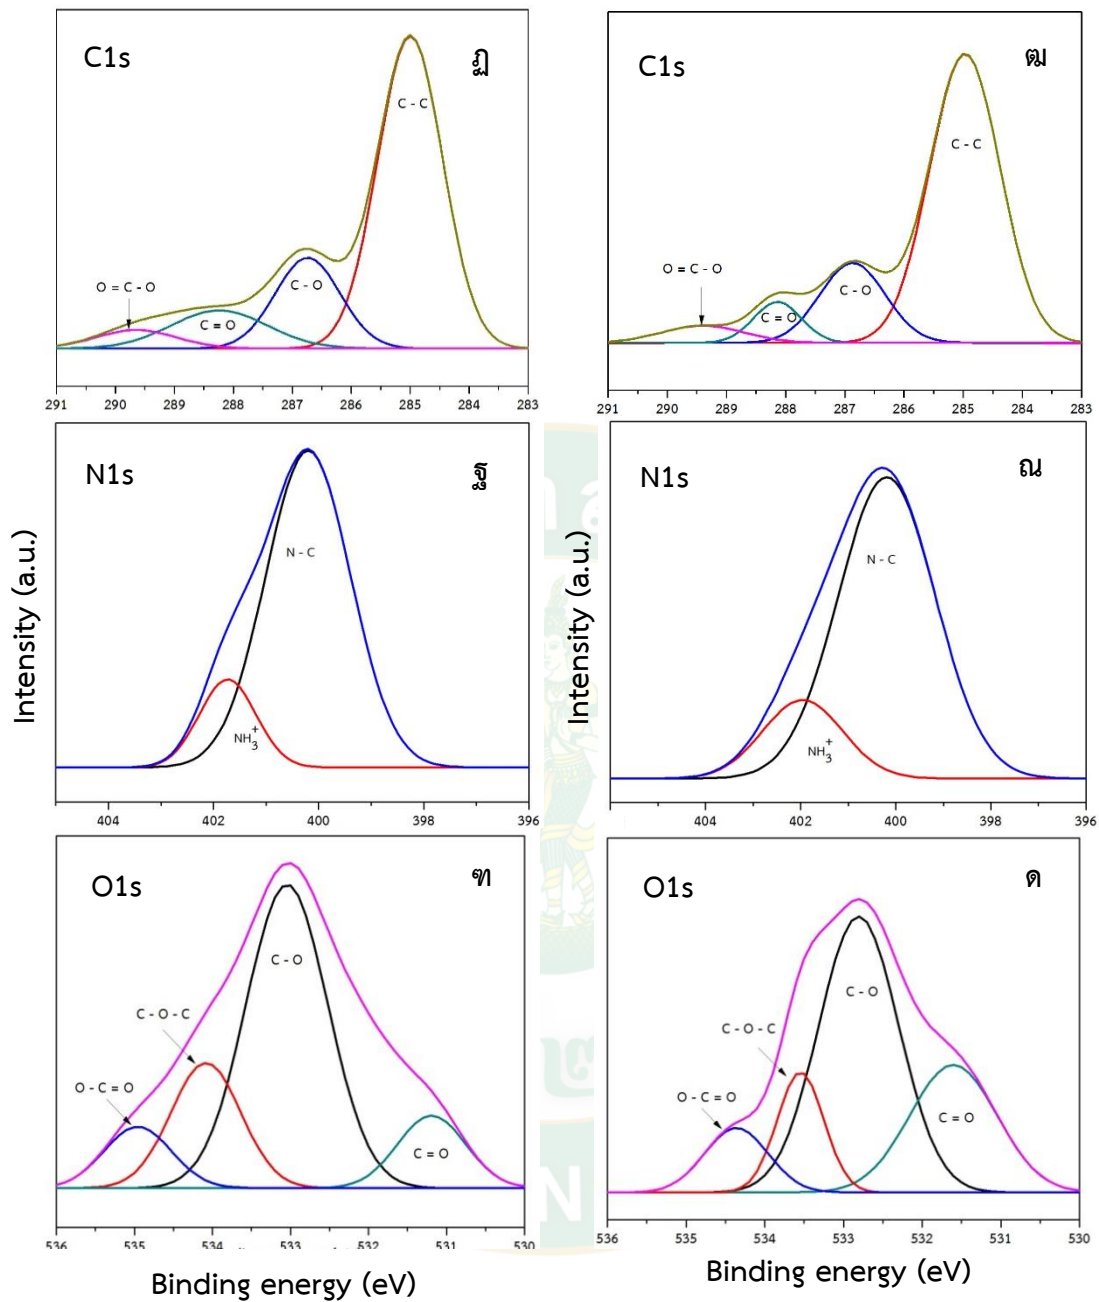 C1s
ฏ
C - C
O = C - O
C - O
C = O
291 290 289 288 287 286 285 284 283
C1s
ฒ
C - C
O = C - O
C - O
C = O
291 290 289 288 287 286 285 284 283
N1s
ฐ
N - C
NH3+
404 402 400 398 396
N1s
ณ
N - C
NH3+
404 402 400 398 396
Intensity (a.u.)
Intensity (a.u.)
O1s
ฑ
C - O
C - O - C
O - C = O
C = O
536 535 534 533 532 531 530
Binding energy (eV)
O1s
ด
C - O
C - O - C
O - C = O
C = O
536 535 534 533 532 531 530
Binding energy (eV)